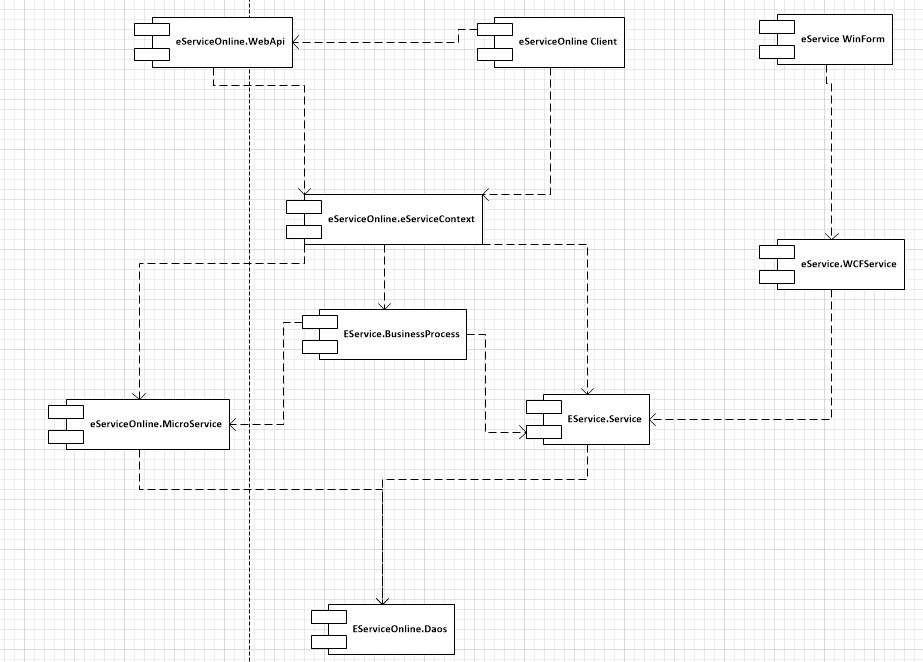 eServiceOnline.WebApi
eServiceOnline Client
eService WinForm
eServiceOnline.eServiceContext
eService.WCFService
EService.BusinessProcess
eServiceOnline.MicroService
EService.Service
EServiceOnline.Daos